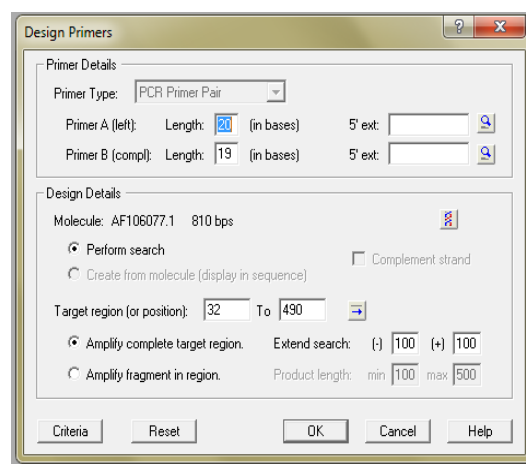 Design Primers
? X
Primer Details
Primer Type: PCR Primer Pair
Primer A (left): Length: 20 (in bases) 5' ext:
Primer B (compl): Length: 19 (in bases) 5' ext:
Design Details
Molecule: AF106077.1 810 bps
Perform search
Complement strand
Create from molecule (display in sequence)
Target region (or position): 32 To 490
Amplify complete target region. Extend search: (-) 100 (+) 100
Amplify fragment in region. Product length: min 100 max 500
Criteria Reset OK Cancel Help